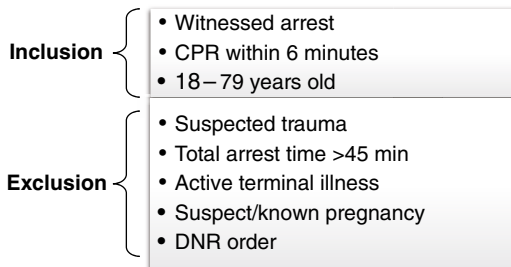 Inclusion
• Witnessed arrest
• CPR within 6 minutes
• 18–79 years old
Exclusion
• Suspected trauma
• Total arrest time >45 min
• Active terminal illness
• Suspect/known pregnancy
• DNR order